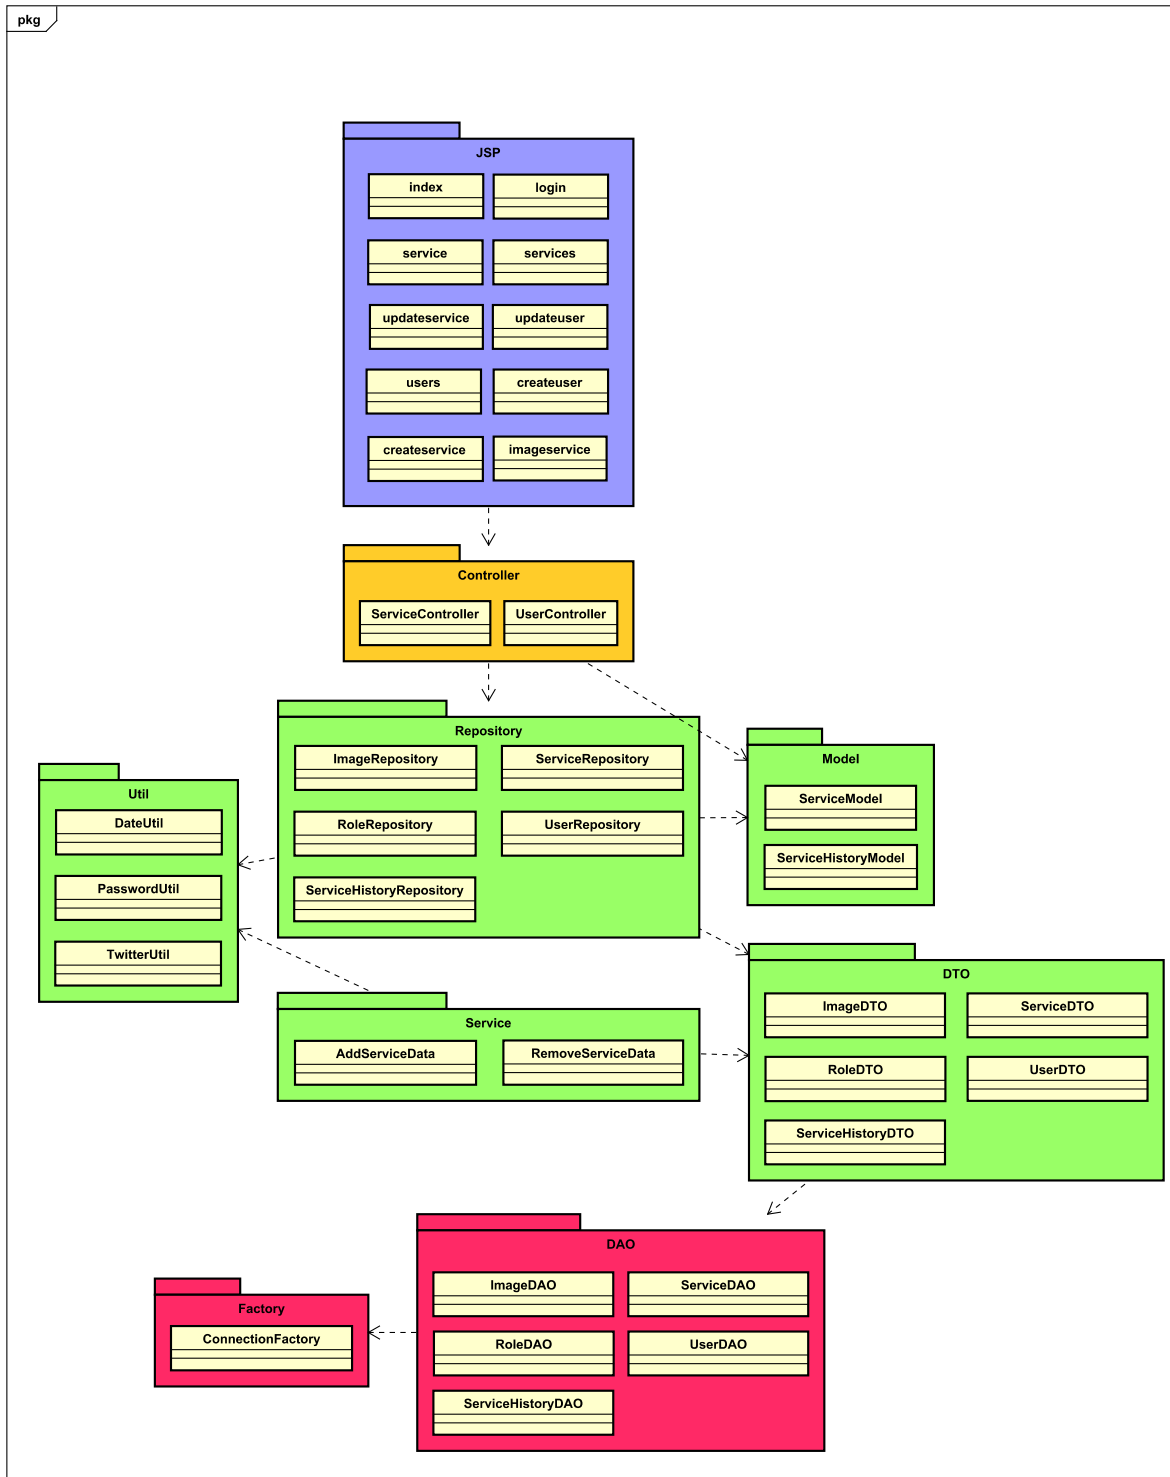 pkg
JSP
index
login
service
services
updateservice
updateuser
users
createuser
createservice
imageservice
Controller
ServiceController
UserController
Repository
ImageRepository
ServiceRepository
RoleRepository
UserRepository
ServiceHistoryRepository
Model
ServiceModel
ServiceHistoryModel
Util
DateUtil
PasswordUtil
TwitterUtil
Service
AddServiceData
RemoveServiceData
DTO
ImageDTO
ServiceDTO
RoleDTO
UserDTO
ServiceHistoryDTO
DAO
ImageDAO
ServiceDAO
RoleDAO
UserDAO
ServiceHistoryDAO
Factory
ConnectionFactory